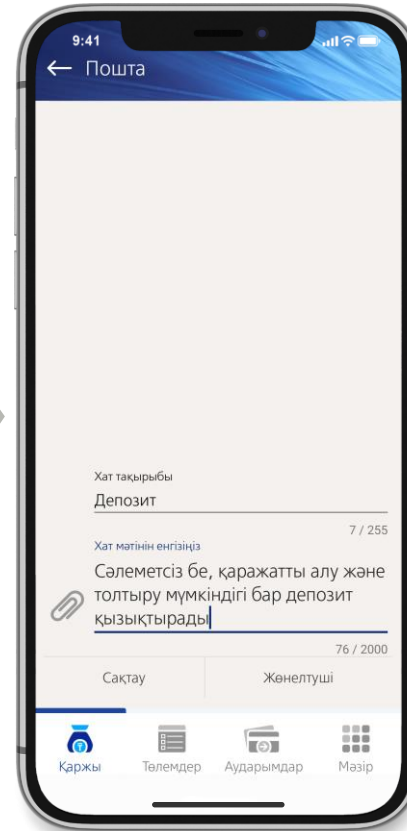 9:41
Пошта
Хат тақырыбы
Депозит
7 / 255
Хат мәтінін енгізіңіз
Сәлеметсіз бе, қаражатты алу және
толтыру мүмкіндігі бар депозит
қызықтырады
76 / 2000
Сақтау Жөнелтуші
Қаржы Төлемдер Аударымдар Мәзір